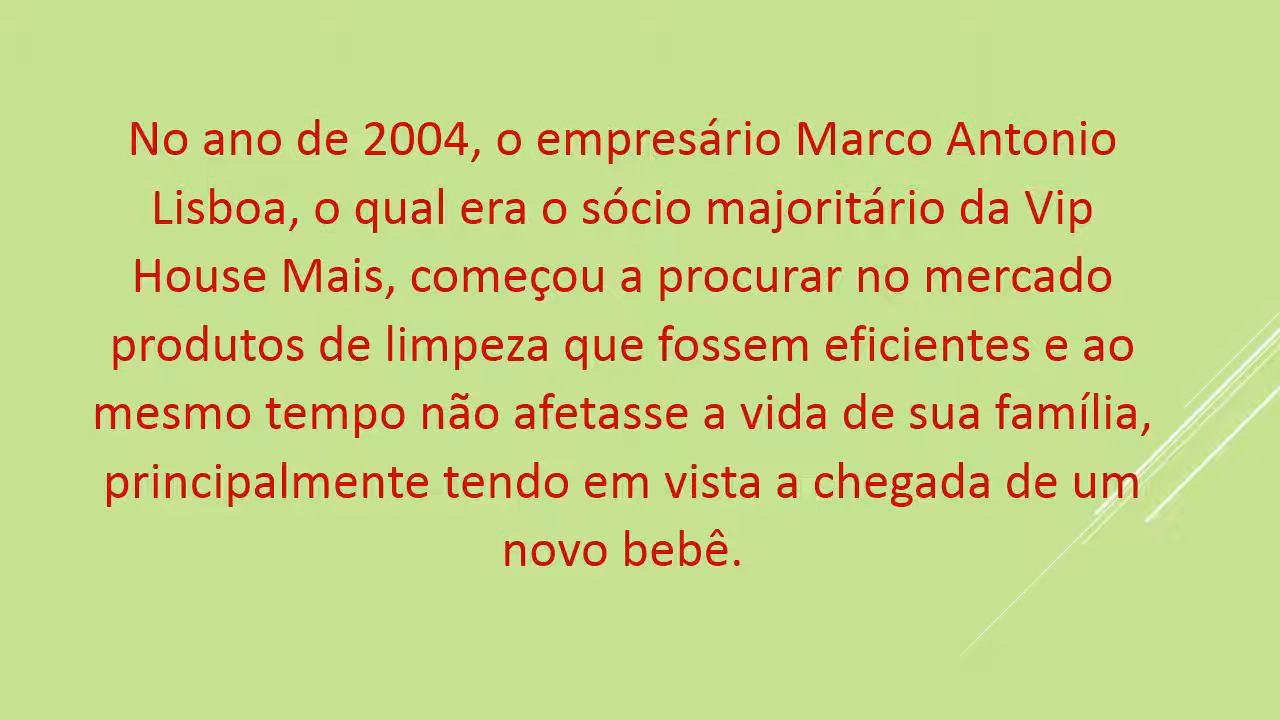 No ano de 2004, o empresário Marco Antonio
Lisboa, o qual era o sócio majoritário da Vip
House Mais, começou a procurar no mercado
produtos de limpeza que fossem eficientes e ao
mesmo tempo não afetasse a vida de sua família,
principalmente tendo em vista a chegada de um
novo bebê.